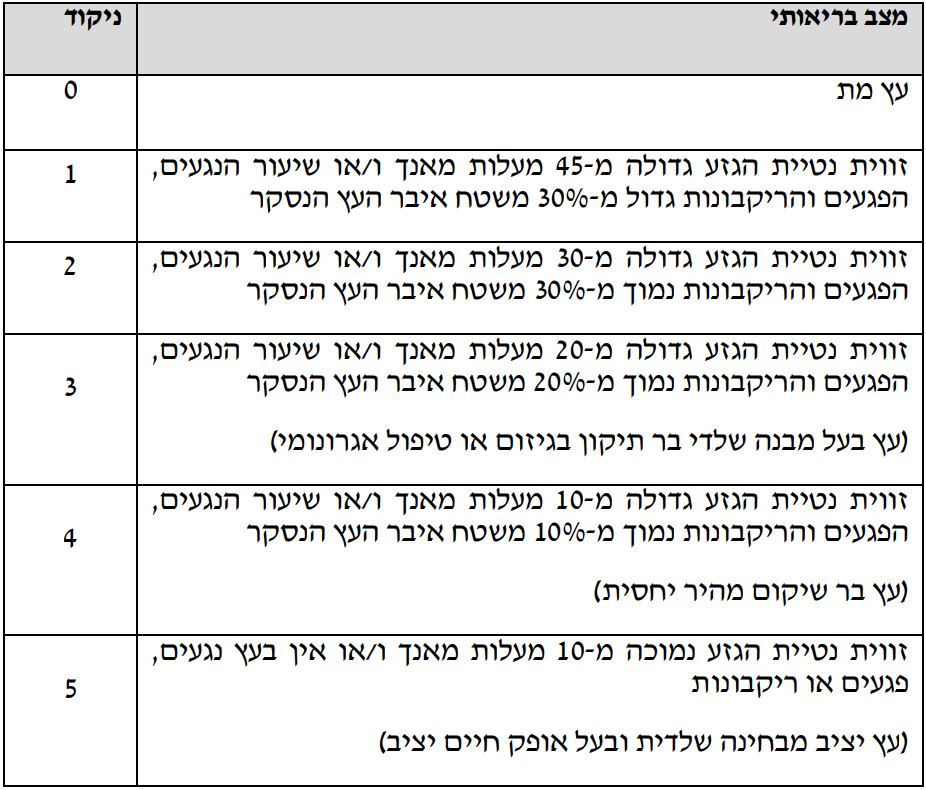 מצב בריאותי ניקוד
עץ מת 0
זווית נטיית הגזע גדולה מ-45 מעלות מאנך ו/או שיעור הנגעים,
הפגעים והריקבונות גדול מ-30% משטח איבר העץ הנסקר
1
זווית נטיית הגזע גדולה מ-30 מעלות מאנך ו/או שיעור הנגעים,
הפגעים והריקבונות נמוך מ-30% משטח איבר העץ הנסקר
2
זווית נטיית הגזע גדולה מ-20 מעלות מאנך ו/או שיעור הנגעים,
הפגעים והריקבונות נמוך מ-20% משטח איבר העץ הנסקר
(עץ בעל מבנה שלדי בר תיקון בגיזום או טיפול אגרונומי)
3
זווית נטיית הגזע גדולה מ-10 מעלות מאנך ו/או שיעור הנגעים,
הפגעים והריקבונות נמוך מ-10% משטח איבר העץ הנסקר
(עץ בר שיקום מהיר יחסית)
4
זווית נטיית הגזע נמוכה מ-10 מעלות מאנך ו/או אין בעץ נגעים,
פגעים או ריקבונות
(עץ יציב מבחינה שלדית ובעל אופק חיים יציב)
5